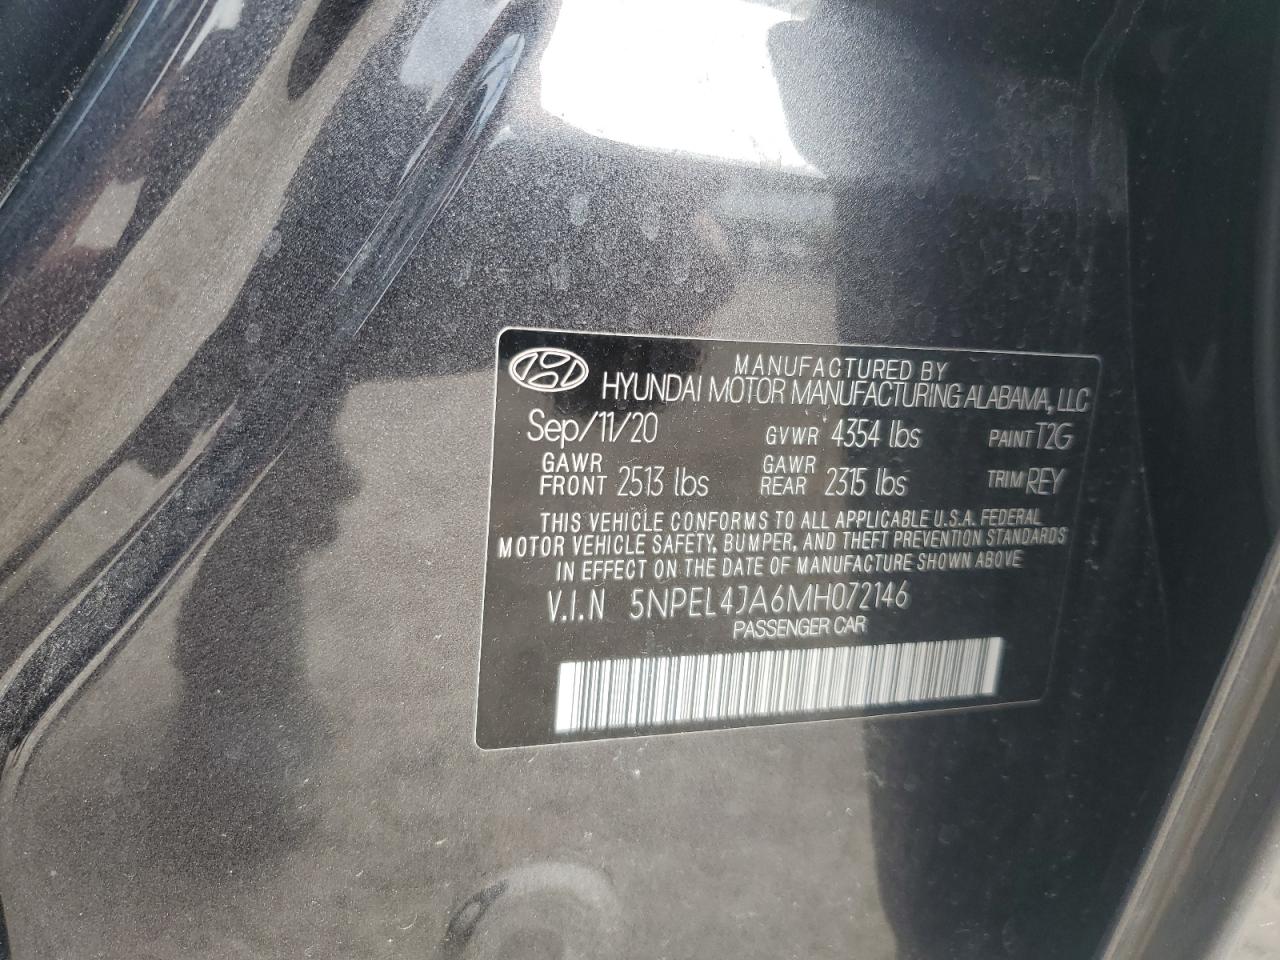 MANUFACTURED BY
HYUNDAI MOTOR MANUFACTURING ALABAMA, LLC
Sep/11/20 GVWR 4354 lbs PAINT T2G
GAWR FRONT 2513 lbs GAWR REAR 2315 lbs TRIM REY
THIS VEHICLE CONFORMS TO ALL APPLICABLE U.S.A. FEDERAL
MOTOR VEHICLE SAFETY, BUMPER, AND THEFT PREVENTION STANDARDS
IN EFFECT ON THE DATE OF MANUFACTURE SHOWN ABOVE
V.I.N 5NPEL4JA6MH072146
PASSENGER CAR